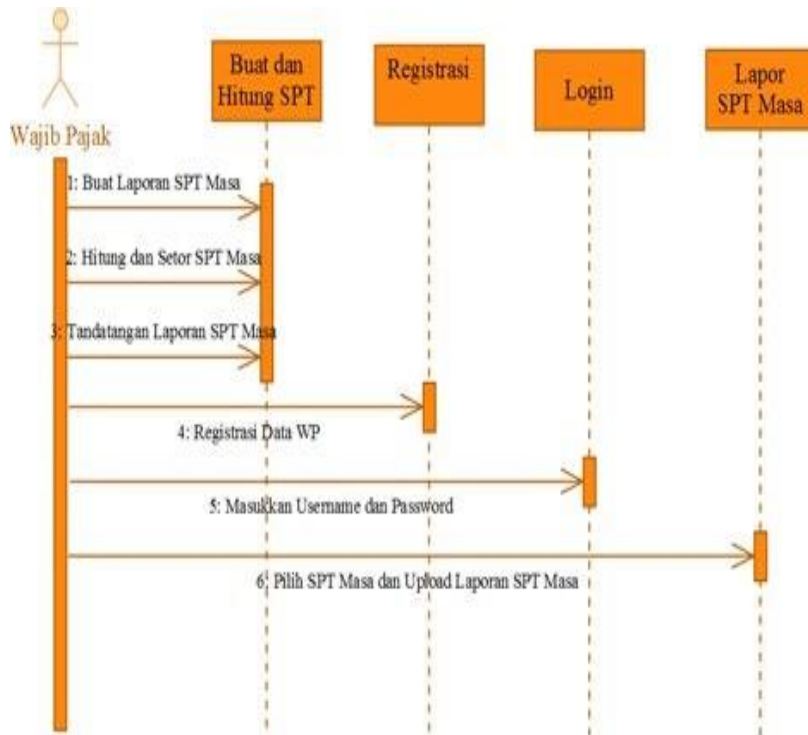 Wajib Pajak
Buat dan
Hitung SPT
Registrasi
Login
Lapor
SPT Masa
1: Buat Laporan SPT Masa
2: Hitung dan Setor SPT Masa
3: Tandatangan Laporan SPT Masa
4: Registrasi Data WP
5: Masukkan Username dan Password
6: Pilih SPT Masa dan Upload Laporan SPT Masa